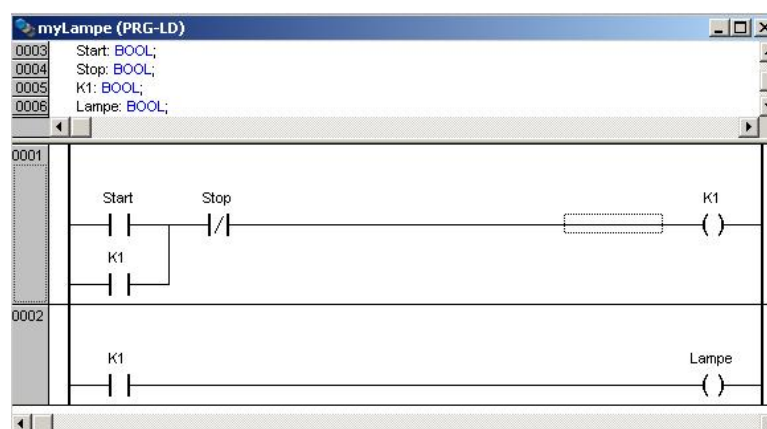 myLampe (PRG-LD)
0003 Start: BOOL;
0004 Stop: BOOL;
0005 K1: BOOL;
0006 Lampe: BOOL;
0001
Start Stop K1
K1
0002
K1 Lampe